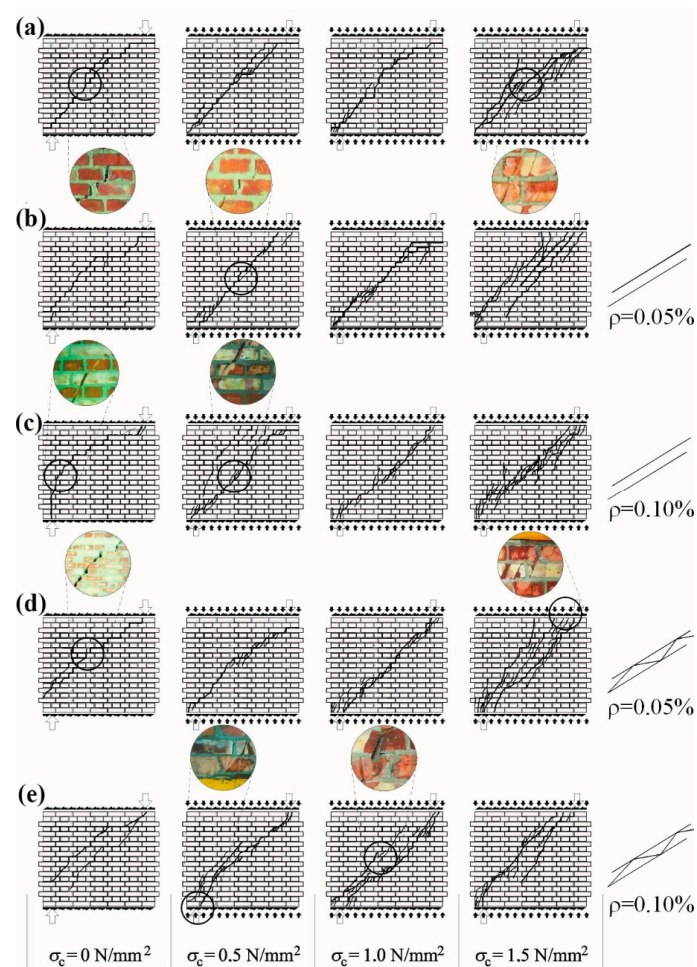 (a)
(b)
ρ=0.05%
(c)
ρ=0.10%
(d)
ρ=0.05%
(e)
ρ=0.10%
σc = 0 N/mm² σc = 0.5 N/mm² σc = 1.0 N/mm² σc = 1.5 N/mm²